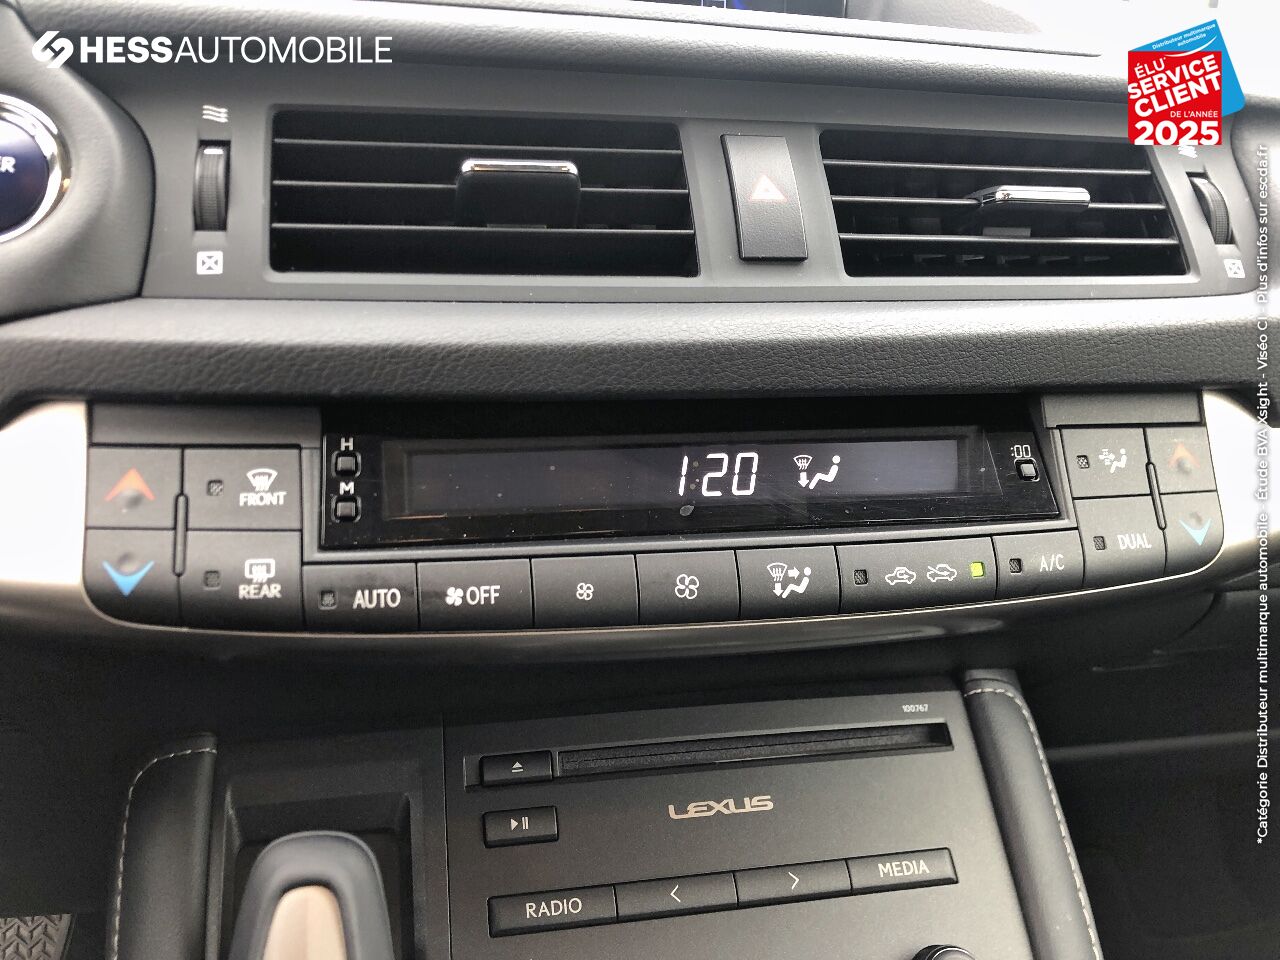 HESSAUTOMOBILE
Distributeur multimarque
automobile
ÉLU*
SERVICE
CLIENT
DE L'ANNÉE
2025
*Catégorie Distributeur multimarque automobile - Étude BVA Xsight - Viséo CI - Plus d'infos sur escda.fr
ER
H
M
1:20
:00
FRONT
REAR
AUTO
OFF
A/C
DUAL
100767
LEXUS
RADIO
MEDIA